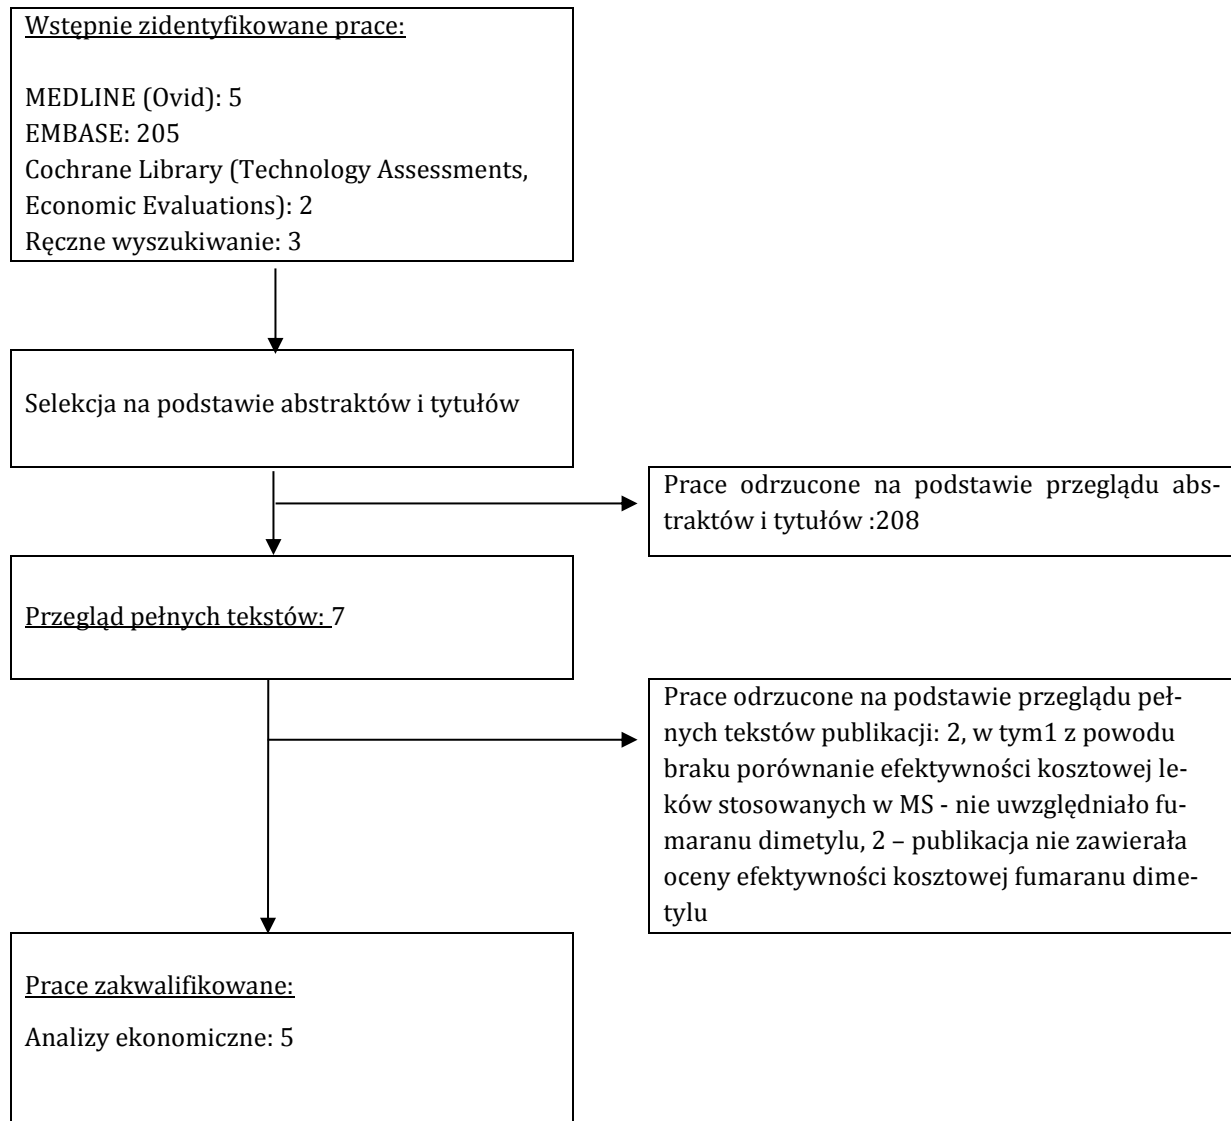 Wstępnie zidentyfikowane prace:
MEDLINE (Ovid): 5
EMBASE: 205
Cochrane Library (Technology Assessments,
Economic Evaluations): 2
Ręczne wyszukiwanie: 3
Selekcja na podstawie abstraktów i tytułów
Prace odrzucone na podstawie przeglądu abs-
traktów i tytułów :208
Przegląd pełnych tekstów: 7
Prace odrzucone na podstawie przeglądu peł-
nych tekstów publikacji: 2, w tym1 z powodu
braku porównanie efektywności kosztowej le-
ków stosowanych w MS - nie uwzględniało fu-
maranu dimetylu, 2 – publikacja nie zawierała
oceny efektywności kosztowej fumaranu dime-
tylu
Prace zakwalifikowane:
Analizy ekonomiczne: 5